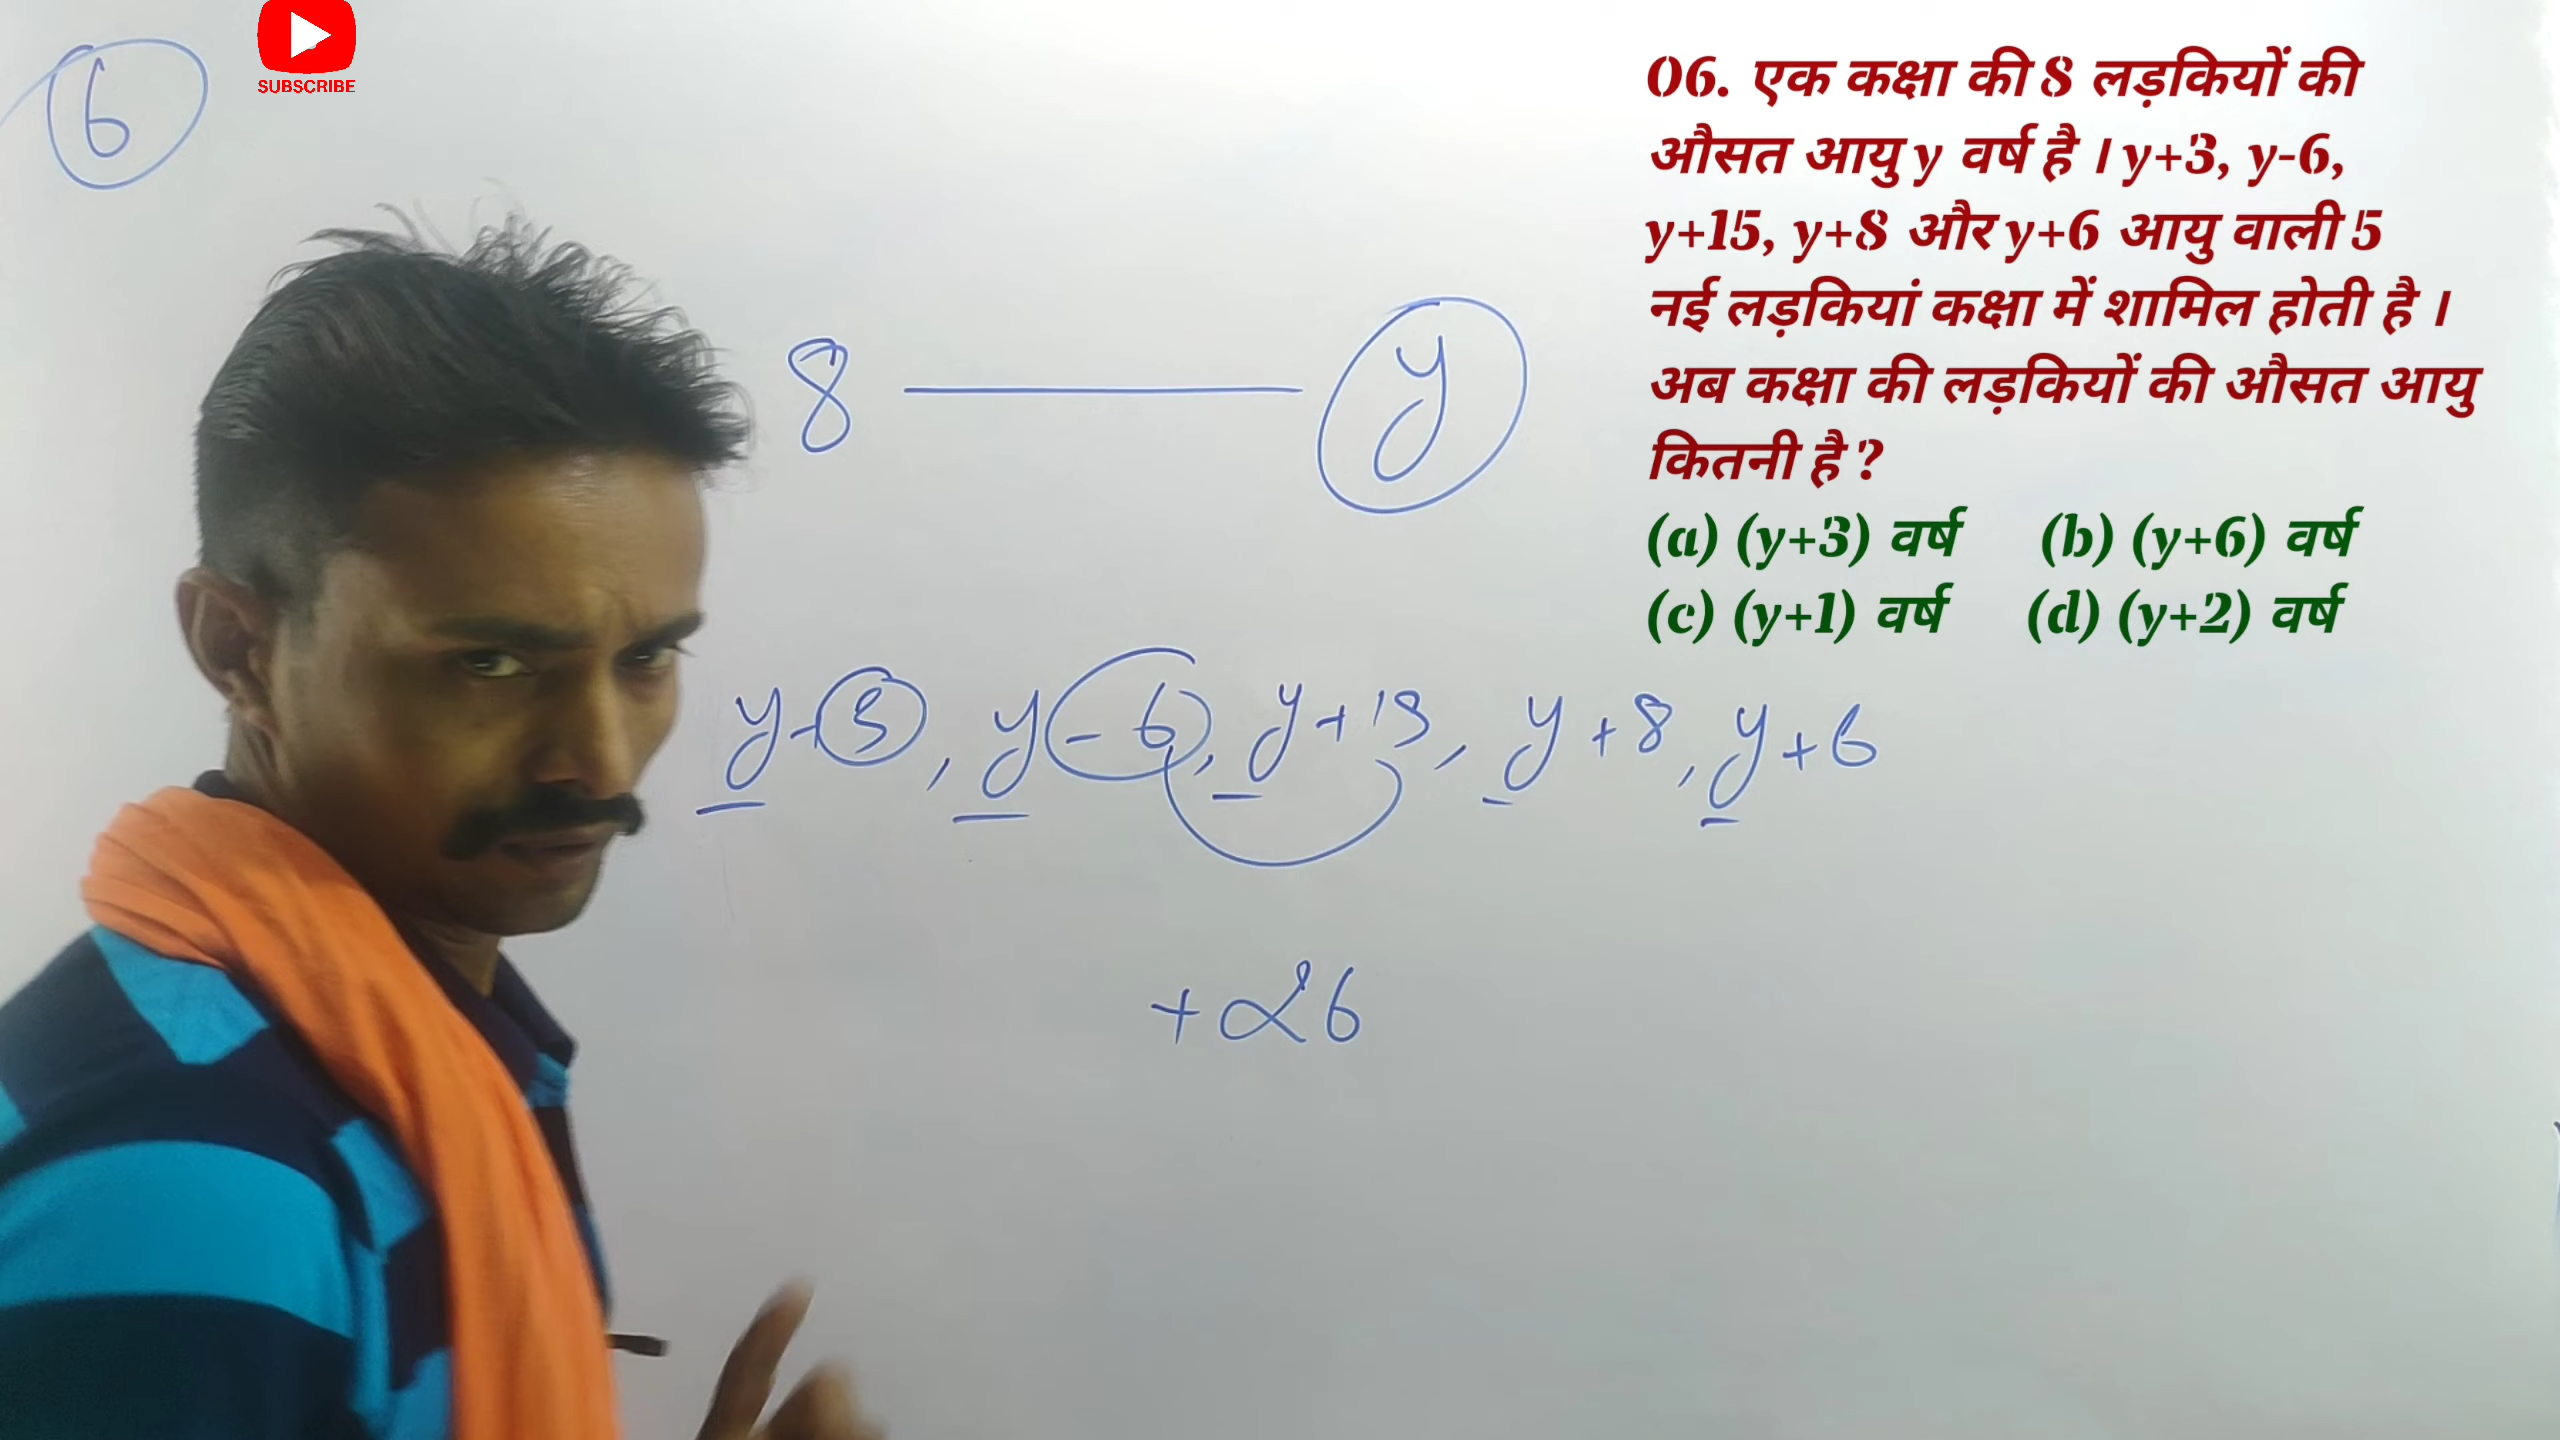 6
SUBSCRIBE
06. एक कक्षा की 8 लड़कियों की
औसत आयु y वर्ष है । y+3, y-6,
y+15, y+8 और y+6 आयु वाली 5
नई लड़कियां कक्षा में शामिल होती है ।
अब कक्षा की लड़कियों की औसत आयु
कितनी है ?
(a) (y+3) वर्ष (b) (y+6) वर्ष
(c) (y+1) वर्ष (d) (y+2) वर्ष
8 — y
y+3, y-6, y+15, y+8, y+6
+26